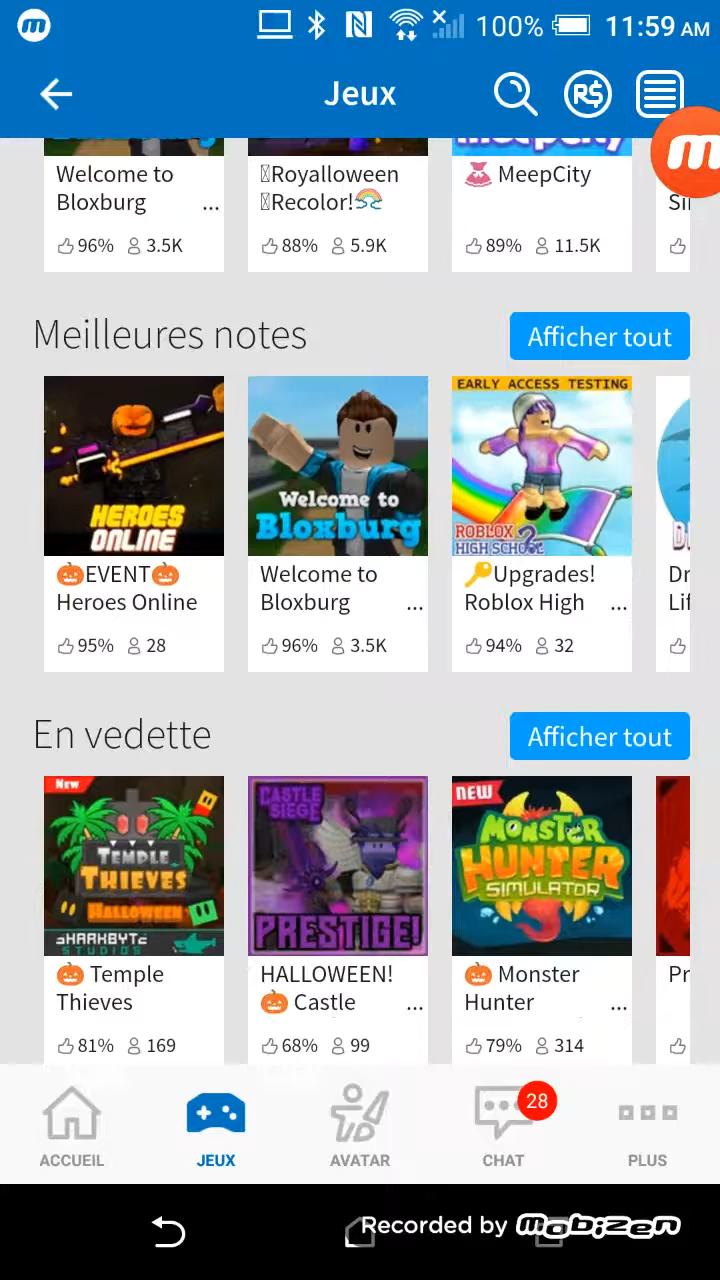 100% 11:59 AM
Jeux
R$
Welcome to
Bloxburg ...
Royalloween
Recolor!🌈
👗 MeepCity
96% 3.5K
88% 5.9K
89% 11.5K
Meilleures notes
Afficher tout
HEROES
ONLINE
Welcome to
Bloxburg
EARLY ACCESS TESTING
ROBLOX
HIGH SCHOOL 2
🎃EVENT🎃
Heroes Online
Welcome to
Bloxburg ...
🔑Upgrades!
Roblox High ...
Dr
Lif
95% 28
96% 3.5K
94% 32
En vedette
Afficher tout
New
TEMPLE
THIEVES
HALLOWEEN
SHARKBYTE
STUDIOS
CASTLE
SIEGE
PRESTIGE!
NEW
MONSTER
HUNTER
SIMULATOR
🎃 Temple
Thieves
HALLOWEEN!
🎃 Castle ...
🎃 Monster
Hunter ...
Pr
81% 169
68% 99
79% 314
28
ACCUEIL
JEUX
AVATAR
CHAT
PLUS
Recorded by mobizen